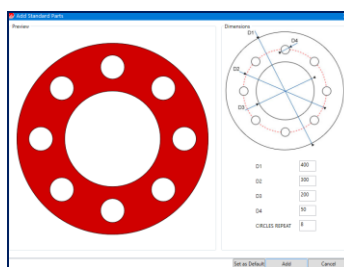 Add Standard Parts
Preview
Dimensions
D1
D4
D2
D3
D1 400
D2 300
D3 200
D4 50
CIRCLES REPEAT 8
Set as Default Add Cancel